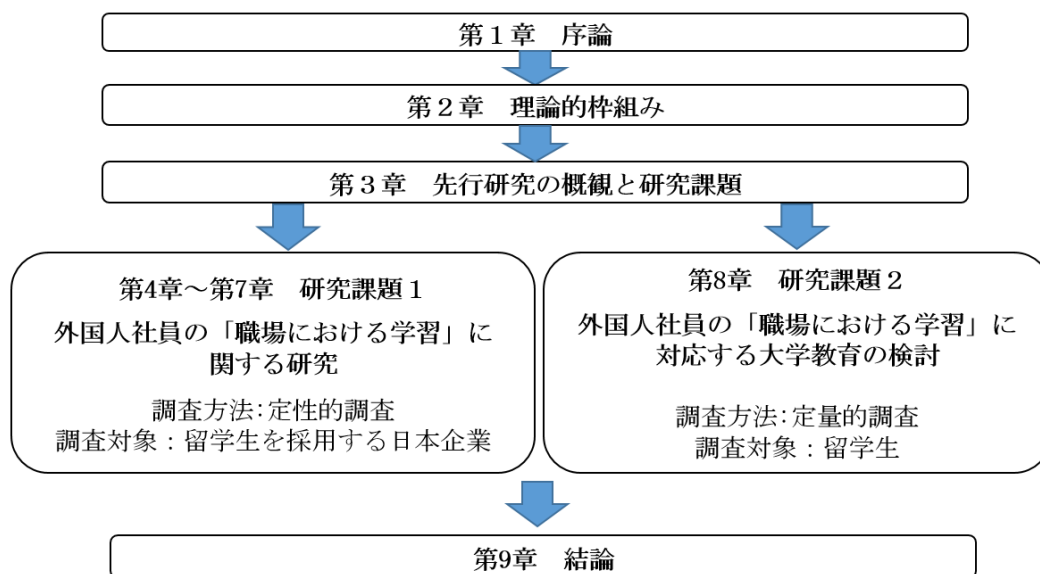 第１章　序論
第２章　理論的枠組み
第３章　先行研究の概観と研究課題
第4章～第7章　研究課題１
外国人社員の「職場における学習」に
関する研究
調査方法：定性的調査
調査対象：留学生を採用する日本企業
第8章　研究課題２
外国人社員の「職場における学習」に
対応する大学教育の検討
調査方法：定量的調査
調査対象：留学生
第9章　結論